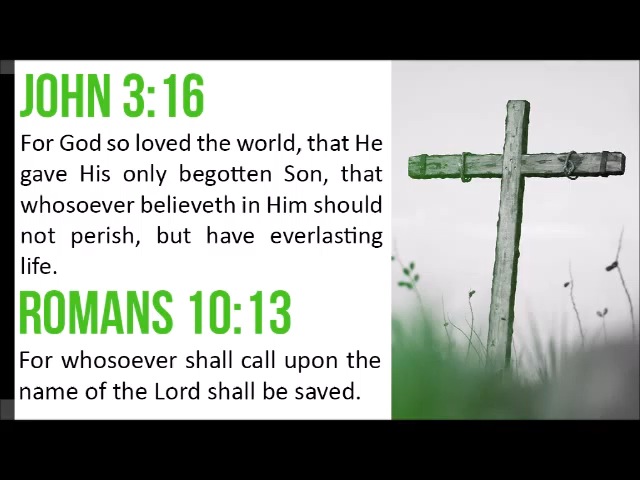 JOHN 3:16
For God so loved the world, that He
gave His only begotten Son, that
whosoever believeth in Him should
not perish, but have everlasting
life.
ROMANS 10:13
For whosoever shall call upon the
name of the Lord shall be saved.